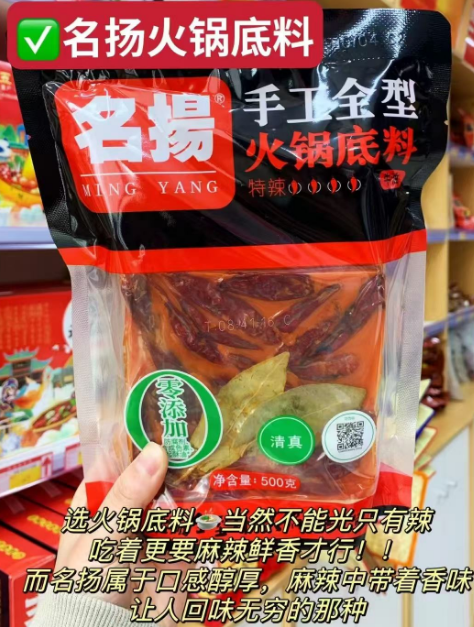 ✅名扬火锅底料
名揚®
MING YANG
手工全型
火锅底料
特辣
零添加
清真
净含量:500克
选火锅底料🍲当然不能光只有辣
吃着更要麻辣鲜香才行！！
而名扬属于口感醇厚，麻辣中带着香味
让人回味无穷的那种